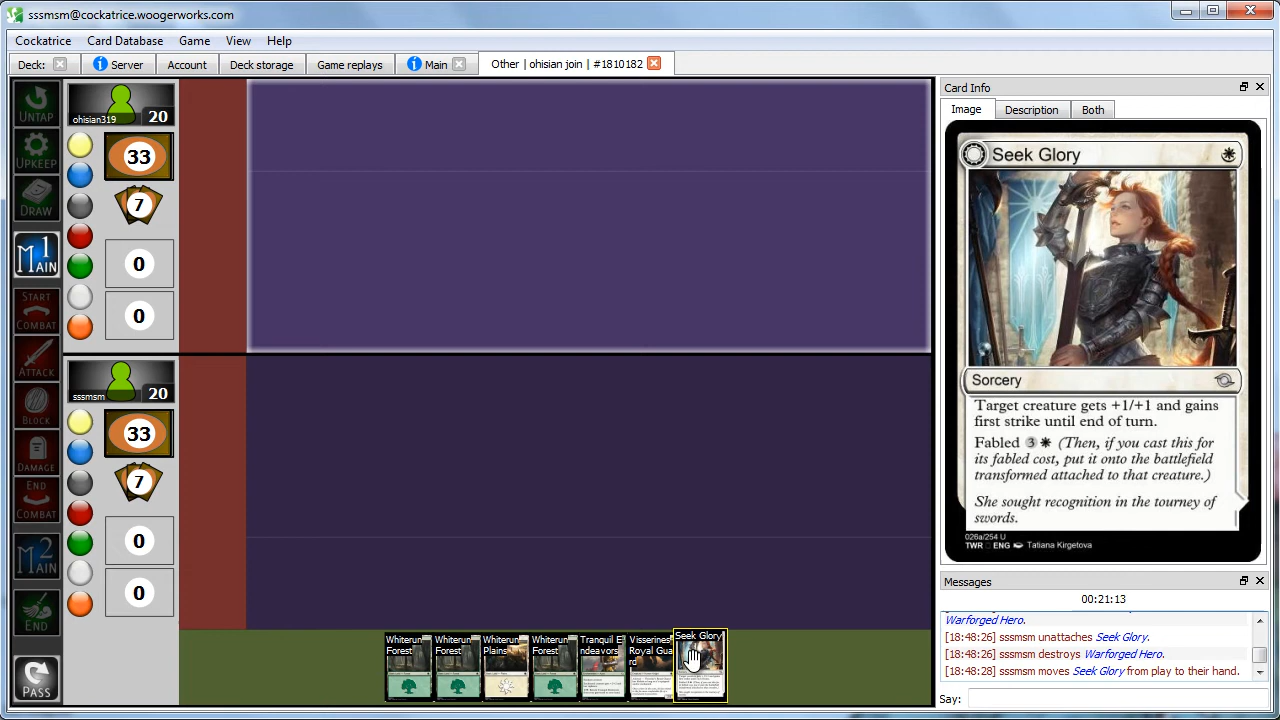 sssmsm@cockatrice.woogerworks.com
Cockatrice Card Database Game View Help
Deck: Server Account Deck storage Game replays Main Other | ohisian join | #1810182
UNTAP
UPKEEP
DRAW
MAIN 1
START COMBAT
ATTACK
BLOCK
DAMAGE
END COMBAT
MAIN 2
END
PASS
ohisian319 20
33
7
0
0
sssmsm 20
33
7
0
0
Whiterun Forest
Whiterun Forest
Whiterun Plains
Whiterun Forest
Tranquil Endeavors
Visserines Royal Guard
Seek Glory
Card Info
Image Description Both
Seek Glory
Sorcery
Target creature gets +1/+1 and gains
first strike until end of turn.
Fabled 3 (Then, if you cast this for
its fabled cost, put it onto the battlefield
transformed attached to that creature.)
She sought recognition in the tourney of
swords.
026a/254 U
TWR ENG Tatiana Kirgetova
Messages
00:21:13
Warforged Hero.
[18:48:26] sssmsm unattaches Seek Glory.
[18:48:26] sssmsm destroys Warforged Hero.
[18:48:28] sssmsm moves Seek Glory from play to their hand.
Say: